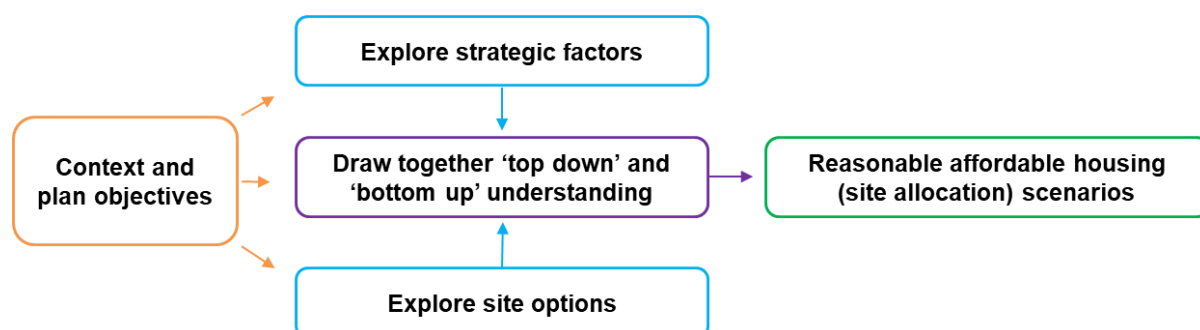 Explore strategic factors
Context and
plan objectives
Draw together ‘top down’ and
‘bottom up’ understanding
Reasonable affordable housing
(site allocation) scenarios
Explore site options